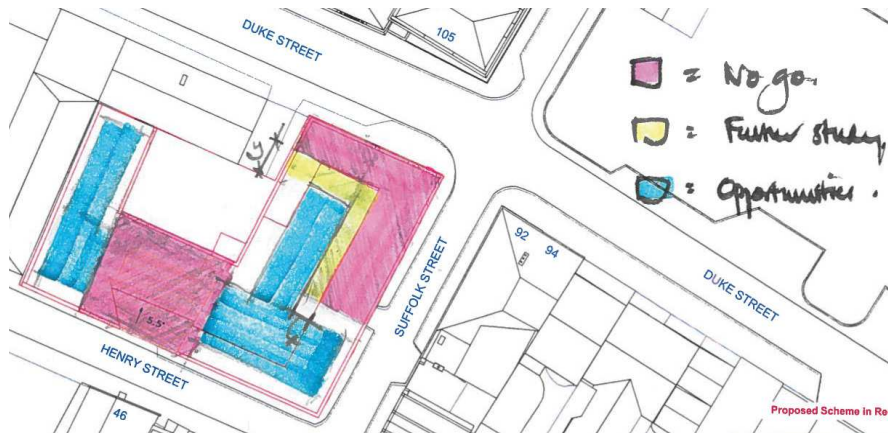 DUKE STREET
105
= No go.
= Further study
= Opportunities.
SUFFOLK STREET
92
94
DUKE STREET
5.5°
HENRY STREET
46
Proposed Scheme in Re